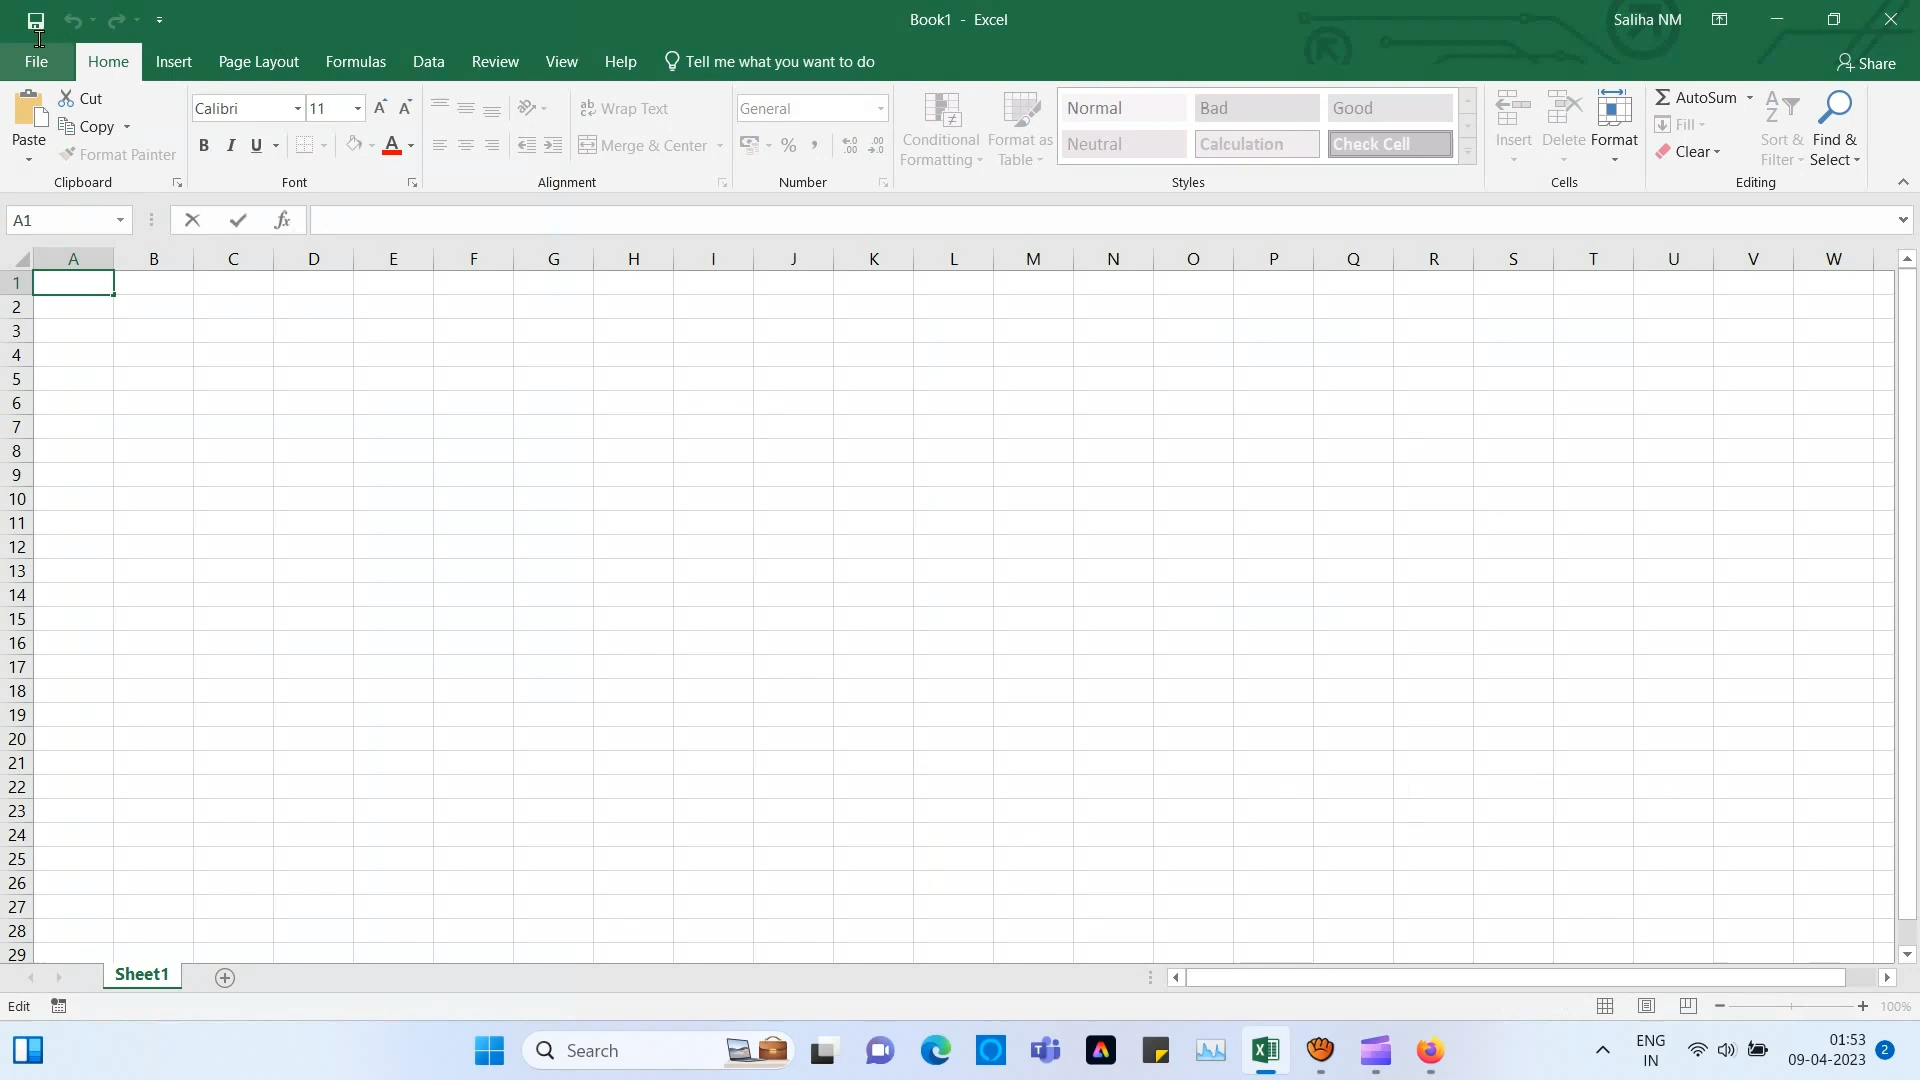 Book1 - Excel
Saliha NM
File Home Insert Page Layout Formulas Data Review View Help Tell me what you want to do Share
Paste
Cut
Copy
Format Painter
Clipboard
Calibri 11
B I U A
Font
ab Wrap Text
Merge & Center
Alignment
General
% ,
Number
Conditional Formatting
Format as Table
Normal Bad Good
Neutral Calculation Check Cell
Styles
Insert Delete Format
Cells
AutoSum
Fill
Clear
Sort & Filter
Find & Select
Editing
A1 fx
A B C D E F G H I J K L M N O P Q R S T U V W
1
2
3
4
5
6
7
8
9
10
11
12
13
14
15
16
17
18
19
20
21
22
23
24
25
26
27
28
29
Sheet1
Edit 100%
Search
ENG
IN
01:53
09-04-2023
2